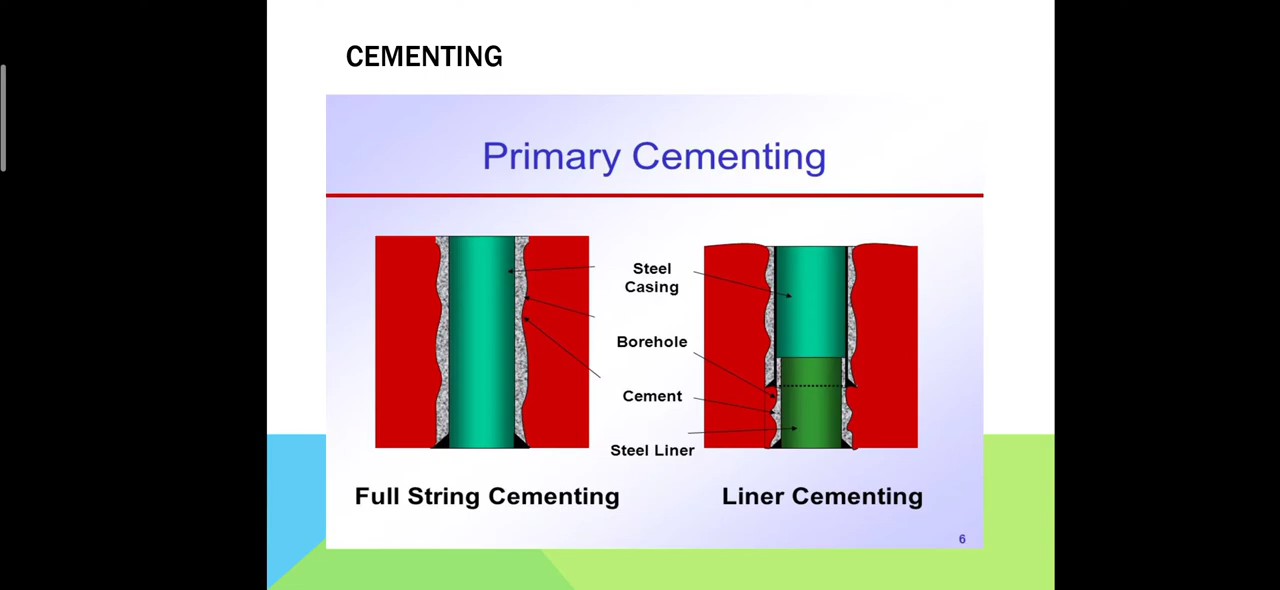 CEMENTING
Primary Cementing
Steel
Casing
Borehole
Cement
Steel Liner
Full String Cementing
Liner Cementing
6